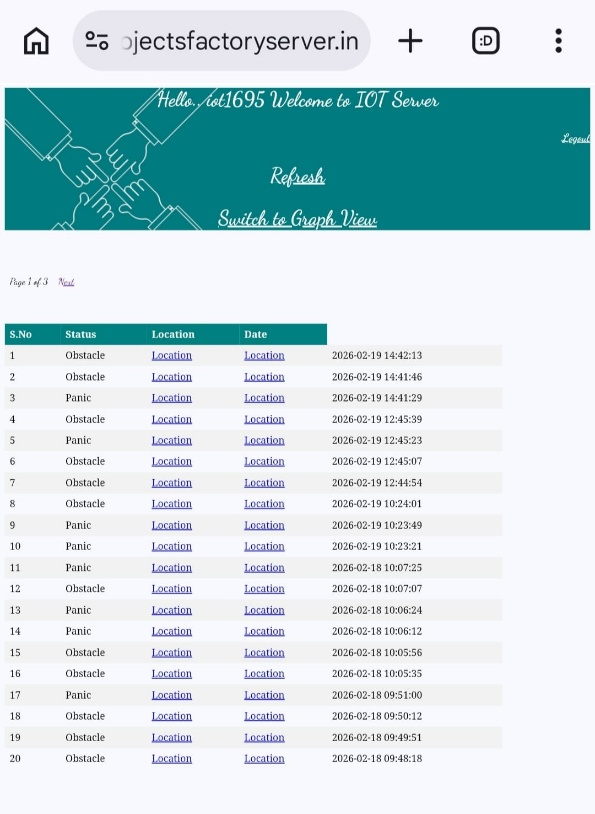 ojectsfactoryserver.in
:D
Hello.. iot1695 Welcome to IOT Server
Logout
Refresh
Switch to Graph View
Page 1 of 3 Next
S.No Status Location Date
1 Obstacle Location Location 2026-02-19 14:42:13
2 Obstacle Location Location 2026-02-19 14:41:46
3 Panic Location Location 2026-02-19 14:41:29
4 Obstacle Location Location 2026-02-19 12:45:39
5 Panic Location Location 2026-02-19 12:45:23
6 Obstacle Location Location 2026-02-19 12:45:07
7 Obstacle Location Location 2026-02-19 12:44:54
8 Obstacle Location Location 2026-02-19 10:24:01
9 Panic Location Location 2026-02-19 10:23:49
10 Panic Location Location 2026-02-19 10:23:21
11 Panic Location Location 2026-02-18 10:07:25
12 Obstacle Location Location 2026-02-18 10:07:07
13 Panic Location Location 2026-02-18 10:06:24
14 Panic Location Location 2026-02-18 10:06:12
15 Obstacle Location Location 2026-02-18 10:05:56
16 Obstacle Location Location 2026-02-18 10:05:35
17 Panic Location Location 2026-02-18 09:51:00
18 Obstacle Location Location 2026-02-18 09:50:12
19 Obstacle Location Location 2026-02-18 09:49:51
20 Obstacle Location Location 2026-02-18 09:48:18